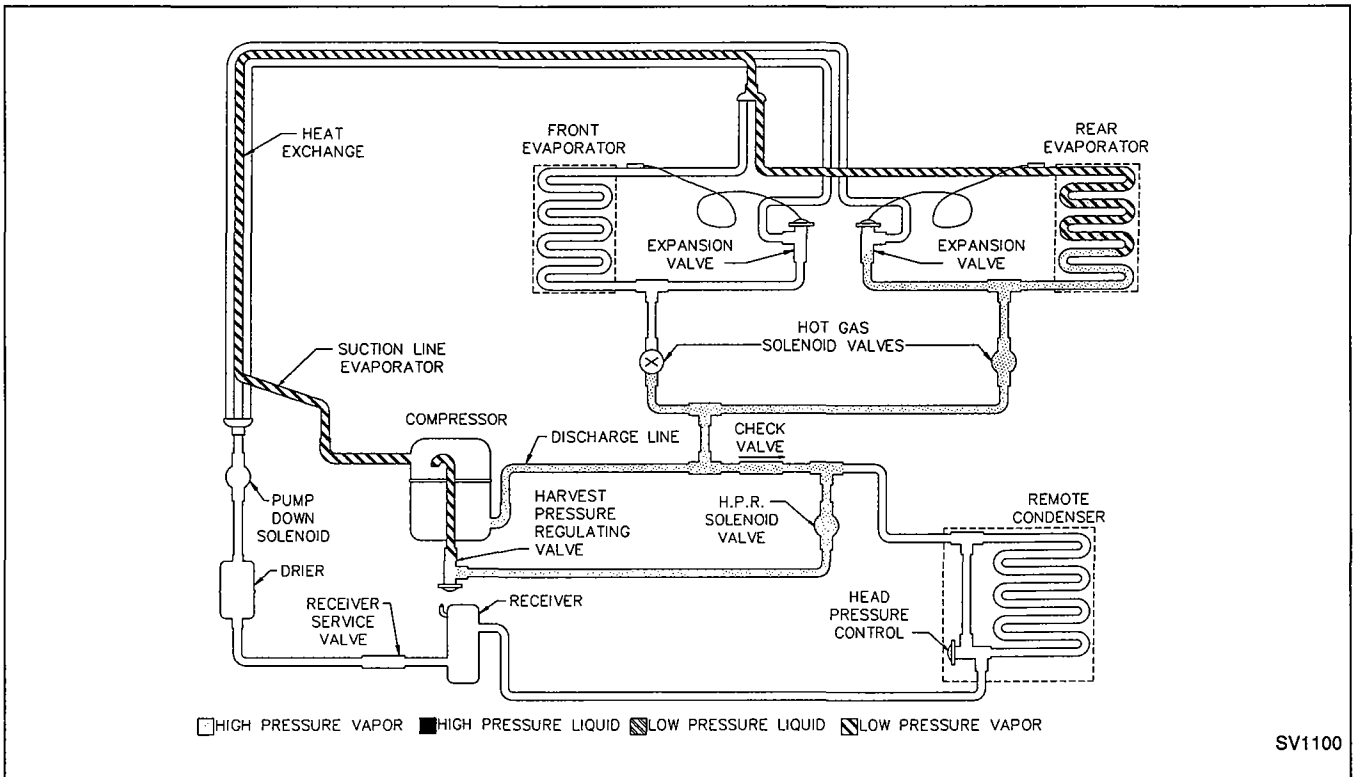 HEAT
EXCHANGE
FRONT
EVAPORATOR
REAR
EVAPORATOR
EXPANSION
VALVE
EXPANSION
VALVE
HOT GAS
SOLENOID VALVES
SUCTION LINE
EVAPORATOR
COMPRESSOR
DISCHARGE LINE
CHECK
VALVE
PUMP
DOWN
SOLENOID
HARVEST
PRESSURE
REGULATING
VALVE
H.P.R.
SOLENOID
VALVE
REMOTE
CONDENSER
DRIER
RECEIVER
SERVICE
VALVE
RECEIVER
HEAD
PRESSURE
CONTROL
HIGH PRESSURE VAPOR HIGH PRESSURE LIQUID LOW PRESSURE LIQUID LOW PRESSURE VAPOR
SV1100